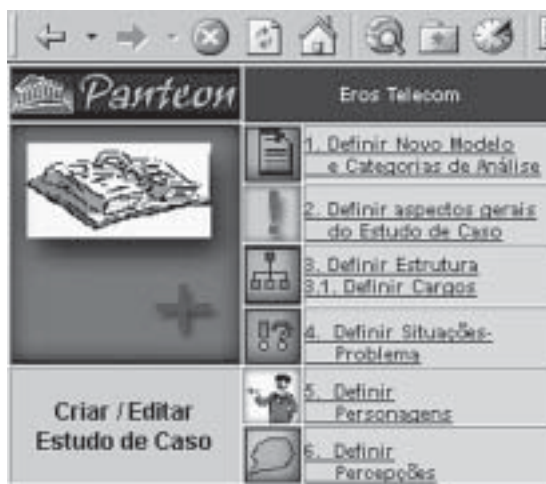 Panteon
Eros Telecom
1. Definir Novo Modelo
e Categorias de Análise
2. Definir aspectos gerais
do Estudo de Caso
3. Definir Estrutura
3.1. Definir Cargos
4. Definir Situações-
Problema
5. Definir
Personagens
6. Definir
Percepções
Criar / Editar
Estudo de Caso